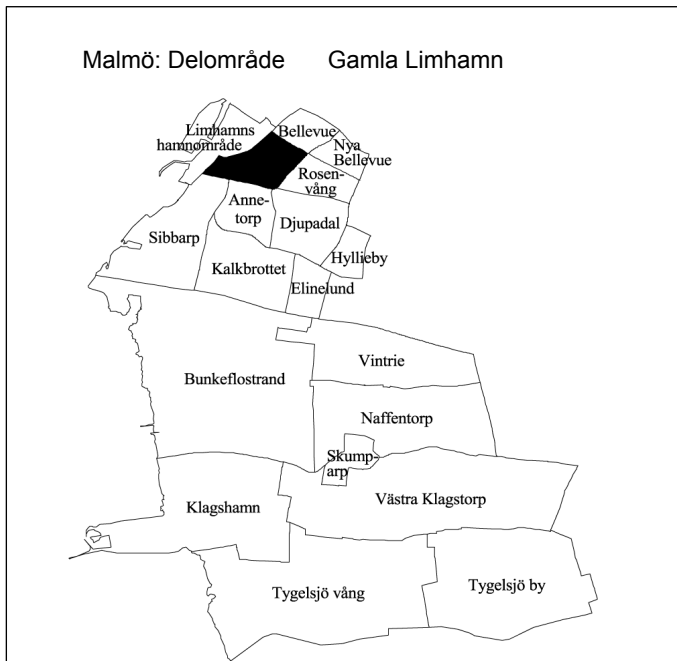 Malmö: Delområde Gamla Limhamn
Limhamns
hamnområde
Bellevue
Nya
Bellevue
Rosen-
vång
Anne-
torp
Djupadal
Sibbarp
Hyllieby
Kalkbrottet
Elinelund
Vintrie
Bunkeflostrand
Naffentorp
Skump-
arp
Klagshamn
Västra Klagstorp
Tygelsjö vång
Tygelsjö by